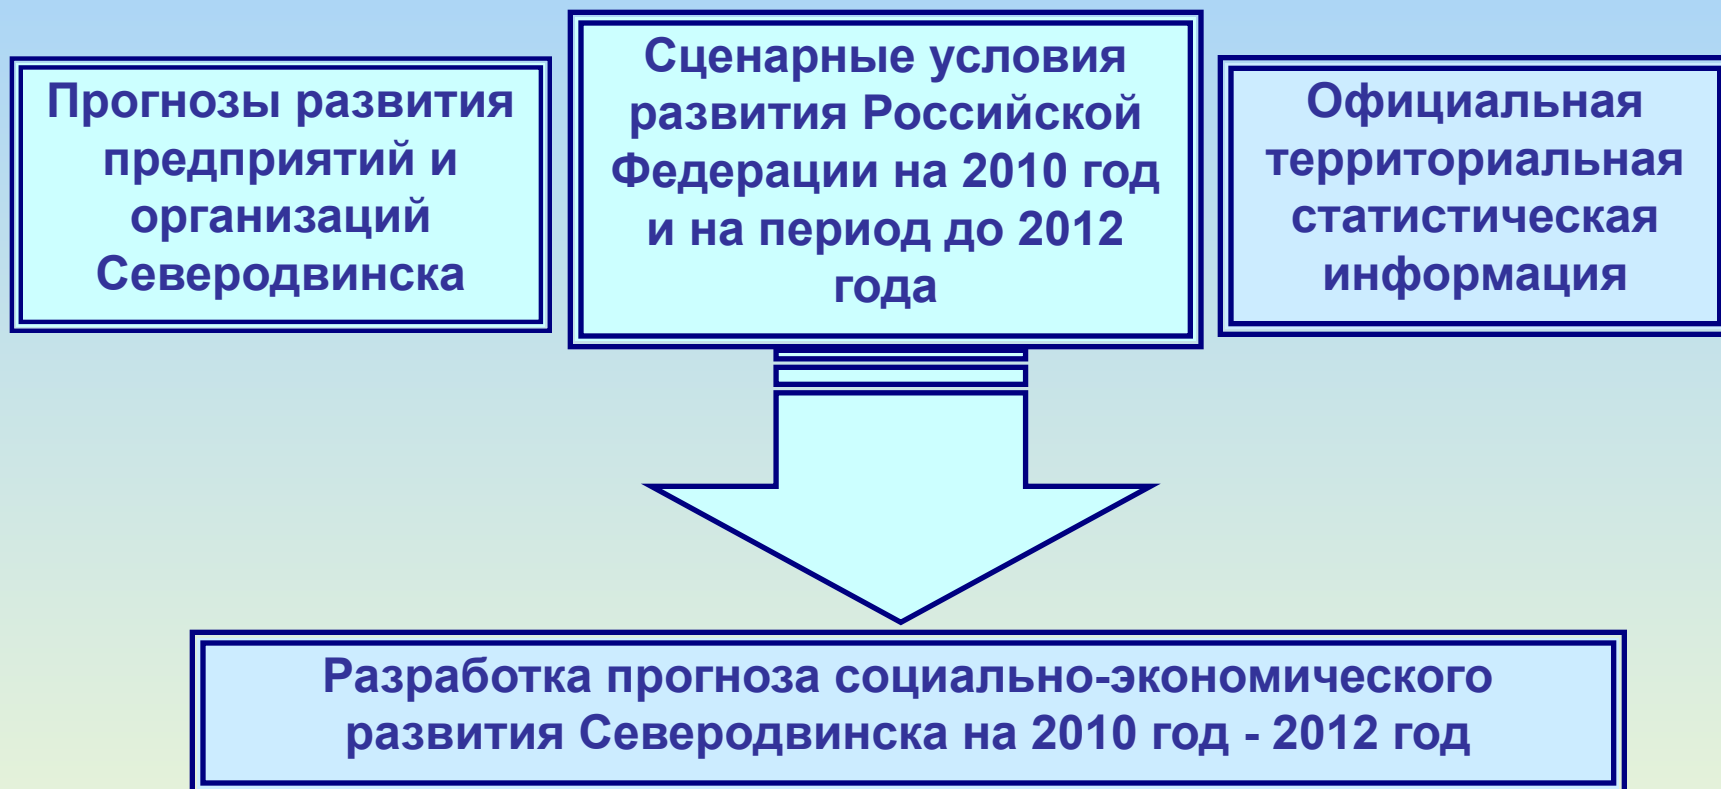 Прогнозы развития
предприятий и
организаций
Северодвинска
Сценарные условия
развития Российской
Федерации на 2010 год
и на период до 2012
года
Официальная
территориальная
статистическая
информация
Разработка прогноза социально-экономического
развития Северодвинска на 2010 год - 2012 год